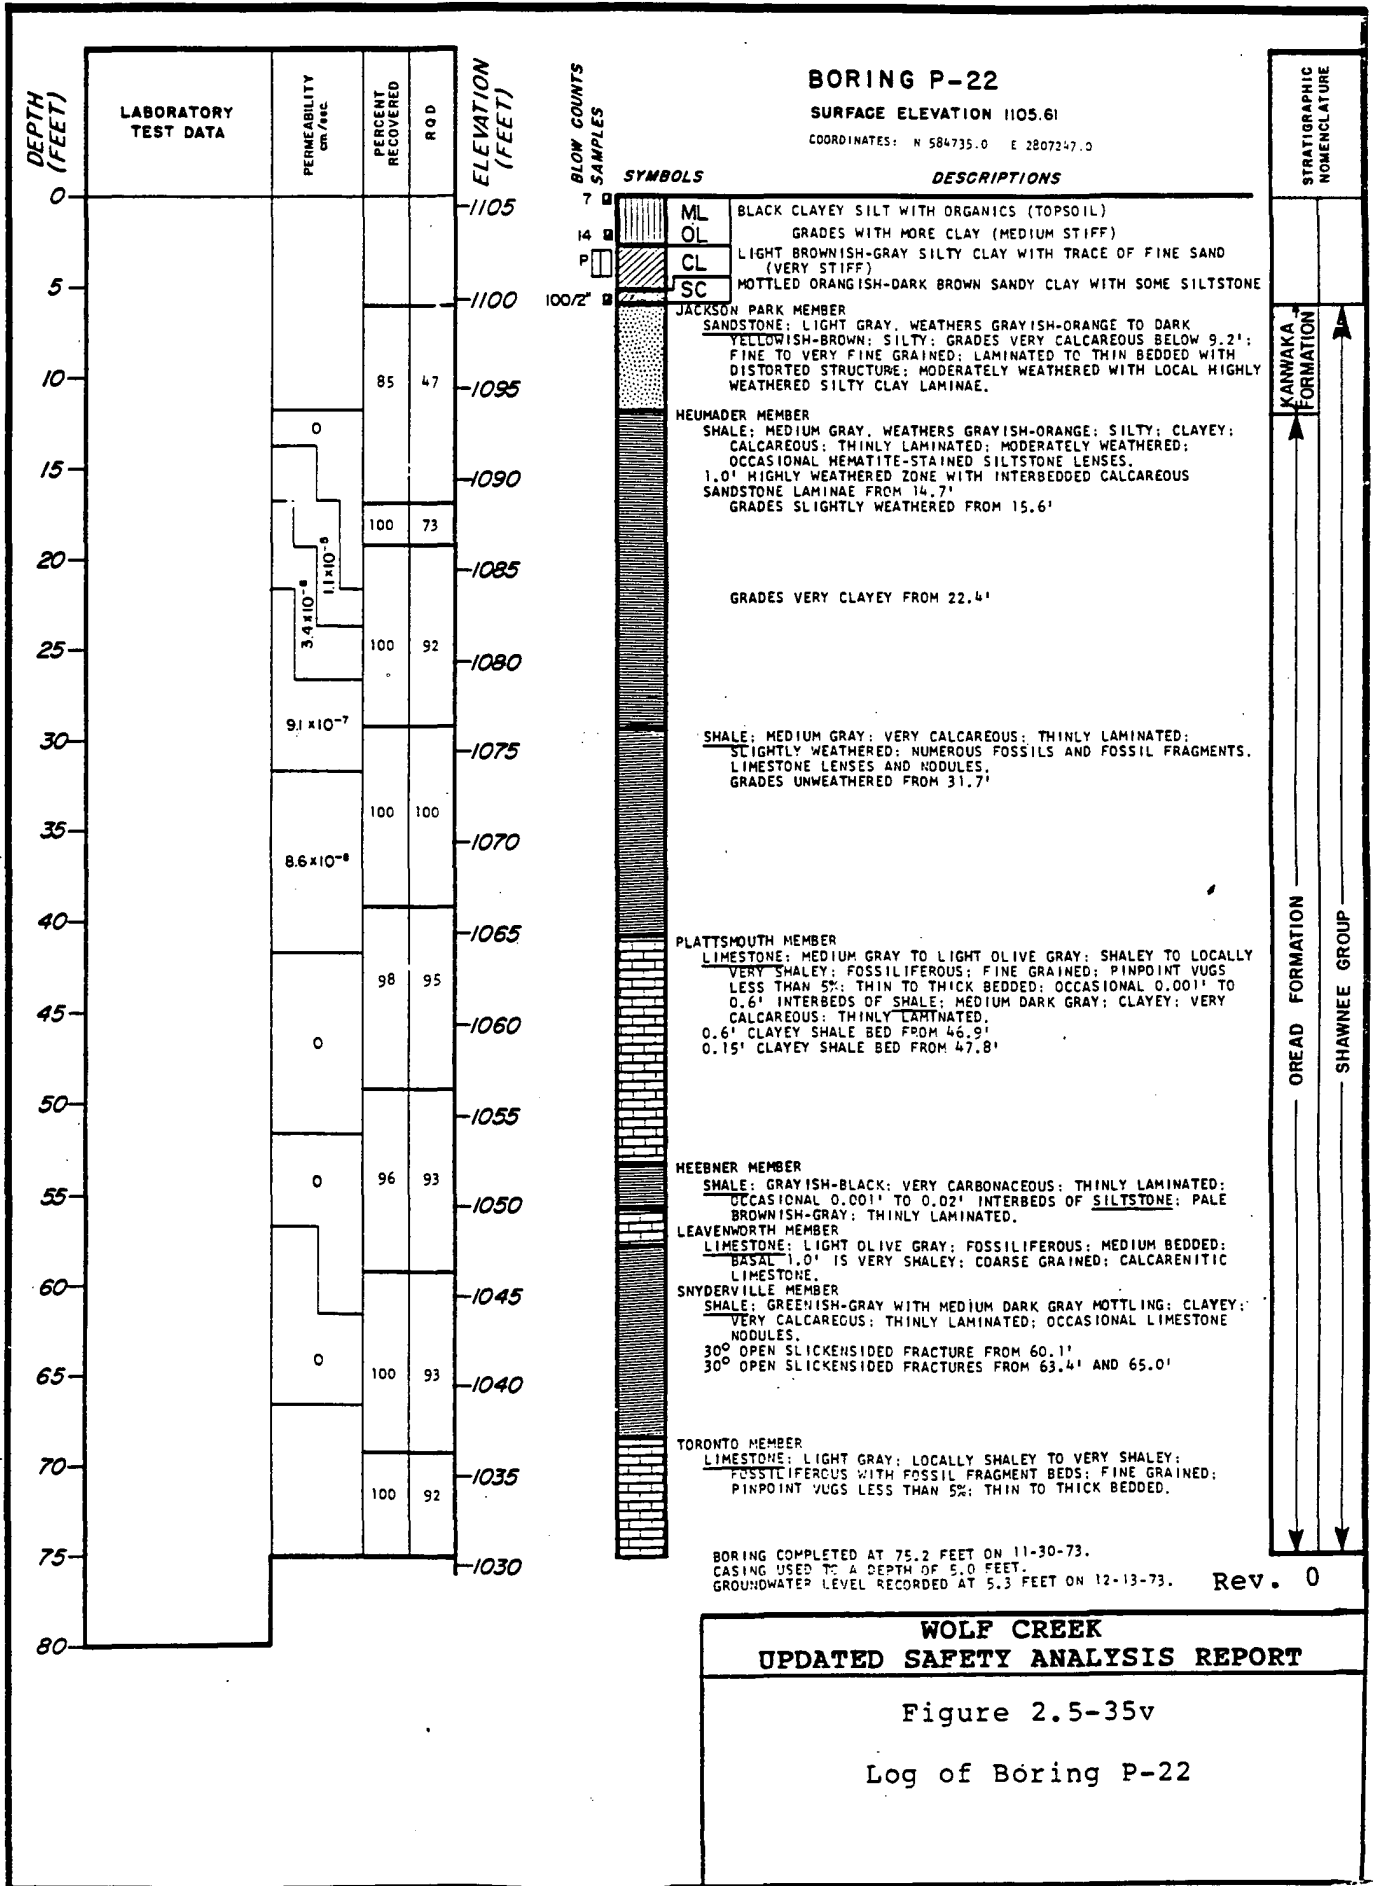 BORING P-22
SURFACE ELEVATION 1105.61
COORDINATES: N 584735.0 E 2807247.0
DEPTH (FEET)
LABORATORY TEST DATA
PERMEABILITY cm/sec.
PERCENT RECOVERED
RQD
ELEVATION (FEET)
BLOW COUNTS
SAMPLES
SYMBOLS
DESCRIPTIONS
STRATIGRAPHIC NOMENCLATURE
0
5
10
15
20
25
30
35
40
45
50
55
60
65
70
75
80
0
1.1x10-5
9.1x10-7
0
0
0
85 47
100 73
100 92
100 100
98 95
96 93
100 93
100 92
1105
1100
1095
1090
1085
1080
1075
1070
1065
1060
1055
1050
1045
1040
1035
1030
7
14
P
100/2"
ML
OL
CL
SC
BLACK CLAYEY SILT WITH ORGANICS (TOPSOIL)
GRADES WITH MORE CLAY (MEDIUM STIFF)
LIGHT BROWNISH-GRAY SILTY CLAY WITH TRACE OF FINE SAND
(VERY STIFF)
MOTTLED ORANGISH-DARK BROWN SANDY CLAY WITH SOME SILTSTONE
JACKSON PARK MEMBER
SANDSTONE; LIGHT GRAY, WEATHERS GRAYISH-ORANGE TO DARK
YELLOWISH-BROWN; SILTY; GRADES VERY CALCAREOUS BELOW 9.2';
FINE TO VERY FINE GRAINED; LAMINATED TO THIN BEDDED WITH
DISTORTED STRUCTURE; MODERATELY WEATHERED WITH LOCAL HIGHLY
WEATHERED SILTY CLAY LAMINAE.
HEUMADER MEMBER
SHALE; MEDIUM GRAY, WEATHERS GRAYISH-ORANGE; SILTY; CLAYEY;
CALCAREOUS; THINLY LAMINATED; MODERATELY WEATHERED;
OCCASIONAL HEMATITE-STAINED SILTSTONE LENSES.
1.0' HIGHLY WEATHERED ZONE WITH INTERBEDDED CALCAREOUS
SANDSTONE LAMINAE FROM 14.7'
GRADES SLIGHTLY WEATHERED FROM 15.6'
GRADES VERY CLAYEY FROM 22.4'
SHALE; MEDIUM GRAY; VERY CALCAREOUS; THINLY LAMINATED;
SLIGHTLY WEATHERED; NUMEROUS FOSSILS AND FOSSIL FRAGMENTS.
LIMESTONE LENSES AND NODULES.
GRADES UNWEATHERED FROM 31.7'
PLATTSMOUTH MEMBER
LIMESTONE; MEDIUM GRAY TO LIGHT OLIVE GRAY; SHALEY TO LOCALLY
VERY SHALEY; FOSSILIFEROUS; FINE GRAINED; PINPOINT VUGS
LESS THAN 5%; THIN TO THICK BEDDED; OCCASIONAL 0.001' TO
0.6' INTERBEDS OF SHALE; MEDIUM DARK GRAY; CLAYEY; VERY
CALCAREOUS; THINLY LAMINATED.
0.6' CLAYEY SHALE BED FROM 46.9'
0.15' CLAYEY SHALE BED FROM 47.8'
HEEBNER MEMBER
SHALE; GRAYISH-BLACK; VERY CARBONACEOUS; THINLY LAMINATED;
OCCASIONAL 0.001' TO 0.02' INTERBEDS OF SILTSTONE; PALE
BROWNISH-GRAY; THINLY LAMINATED.
LEAVENWORTH MEMBER
LIMESTONE; LIGHT OLIVE GRAY; FOSSILIFEROUS; MEDIUM BEDDED;
BASAL 1.0' IS VERY SHALEY; COARSE GRAINED; CALCARENITIC
LIMESTONE.
SNYDERVILLE MEMBER
SHALE; GREENISH-GRAY WITH MEDIUM DARK GRAY MOTTLING; CLAYEY;
VERY CALCAREOUS; THINLY LAMINATED; OCCASIONAL LIMESTONE
NODULES.
30° OPEN SLICKENSIDED FRACTURE FROM 60.1'
30° OPEN SLICKENSIDED FRACTURES FROM 63.4' AND 65.0'
TORONTO MEMBER
LIMESTONE; LIGHT GRAY; LOCALLY SHALEY TO VERY SHALEY;
FOSSILIFEROUS WITH FOSSIL FRAGMENT BEDS; FINE GRAINED;
PINPOINT VUGS LESS THAN 5%; THIN TO THICK BEDDED.
BORING COMPLETED AT 75.2 FEET ON 11-30-73.
CASING USED TO A DEPTH OF 5.0 FEET.
GROUNDWATER LEVEL RECORDED AT 5.3 FEET ON 12-13-73.
KANWAKA FORMATION
OREAD FORMATION
SHAWNEE GROUP
Rev. 0
WOLF CREEK
UPDATED SAFETY ANALYSIS REPORT
Figure 2.5-35v
Log of Boring P-22